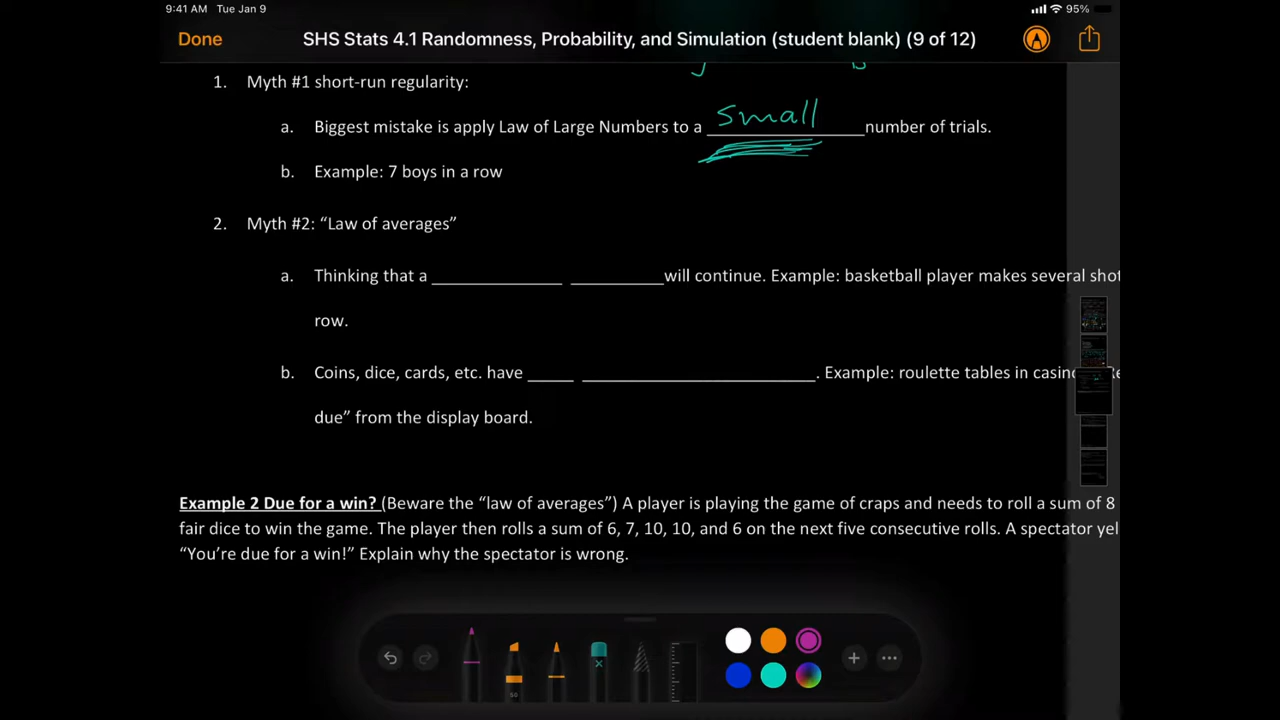 9:41 AM Tue Jan 9 95%
Done SHS Stats 4.1 Randomness, Probability, and Simulation (student blank) (9 of 12)
1. Myth #1 short-run regularity:
a. Biggest mistake is apply Law of Large Numbers to a small number of trials.
b. Example: 7 boys in a row
2. Myth #2: “Law of averages”
a. Thinking that a ____________ ________ will continue. Example: basketball player makes several shot
row.
b. Coins, dice, cards, etc. have ____ ______________________. Example: roulette tables in casin
due” from the display board.
Example 2 Due for a win? (Beware the “law of averages”) A player is playing the game of craps and needs to roll a sum of 8
fair dice to win the game. The player then rolls a sum of 6, 7, 10, 10, and 6 on the next five consecutive rolls. A spectator yel
“You’re due for a win!” Explain why the spectator is wrong.
50